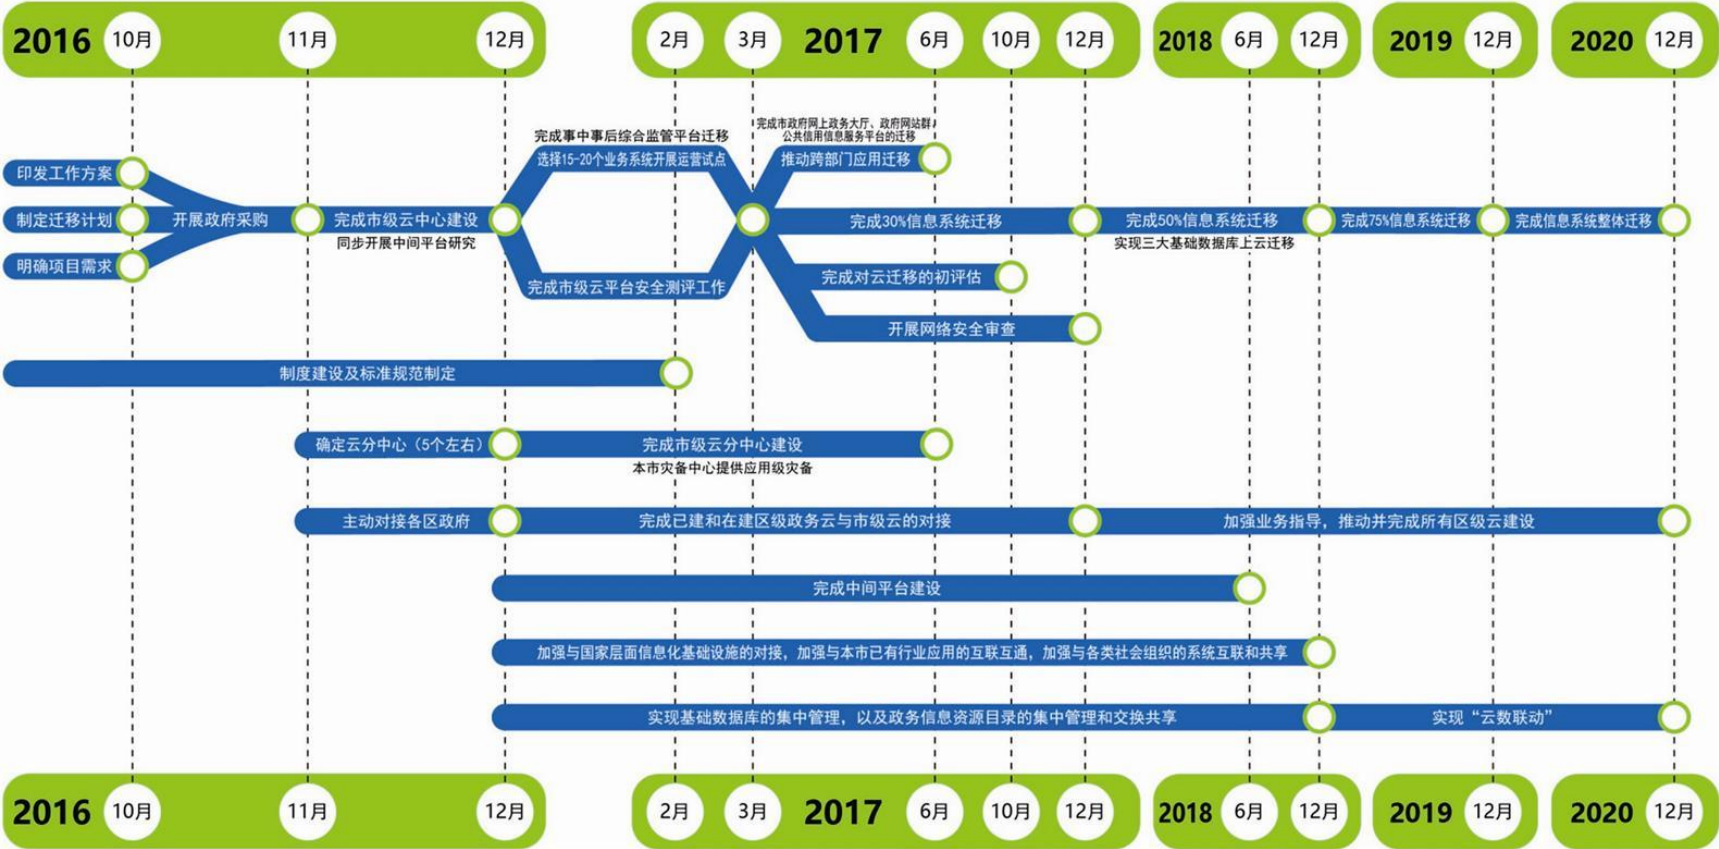 2016 10月 11月 12月 2月 3月 2017 6月 10月 12月 2018 6月 12月 2019 12月 2020 12月
完成事中事后综合监管平台迁移
选择15-20个业务系统开展运营试点
完成市政府网上政务大厅、政府网站群、
公共信用信息服务平台的迁移
推动跨部门应用迁移
印发工作方案
制定迁移计划
明确项目需求
开展政府采购
完成市级云中心建设
同步开展中间平台研究
完成市级云平台安全测评工作
完成30%信息系统迁移
完成50%信息系统迁移
实现三大基础数据库上云迁移
完成75%信息系统迁移
完成信息系统整体迁移
完成对云迁移的初评估
开展网络安全审查
制度建设及标准规范制定
确定云分中心（5个左右）
完成市级云分中心建设
本市灾备中心提供应用级灾备
主动对接各区政府
完成已建和在建区级政务云与市级云的对接
加强业务指导，推动并完成所有区级云建设
完成中间平台建设
加强与国家层面信息化基础设施的对接，加强与本市已有行业应用的互联互通，加强与各类社会组织的系统互联和共享
实现基础数据库的集中管理，以及政务信息资源目录的集中管理和交换共享
实现“云数联动”
2016 10月 11月 12月 2月 3月 2017 6月 10月 12月 2018 6月 12月 2019 12月 2020 12月